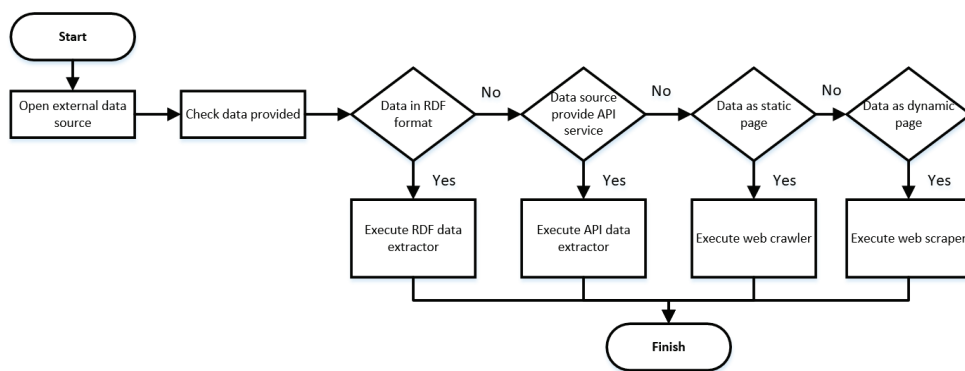 Start
Open external data
source
Check data provided
Data in RDF
format
No
Data source
provide API
service
No
Data as static
page
No
Data as dynamic
page
Yes
Yes
Yes
Yes
Execute RDF data
extractor
Execute API data
extractor
Execute web crawler
Execute web scraper
Finish